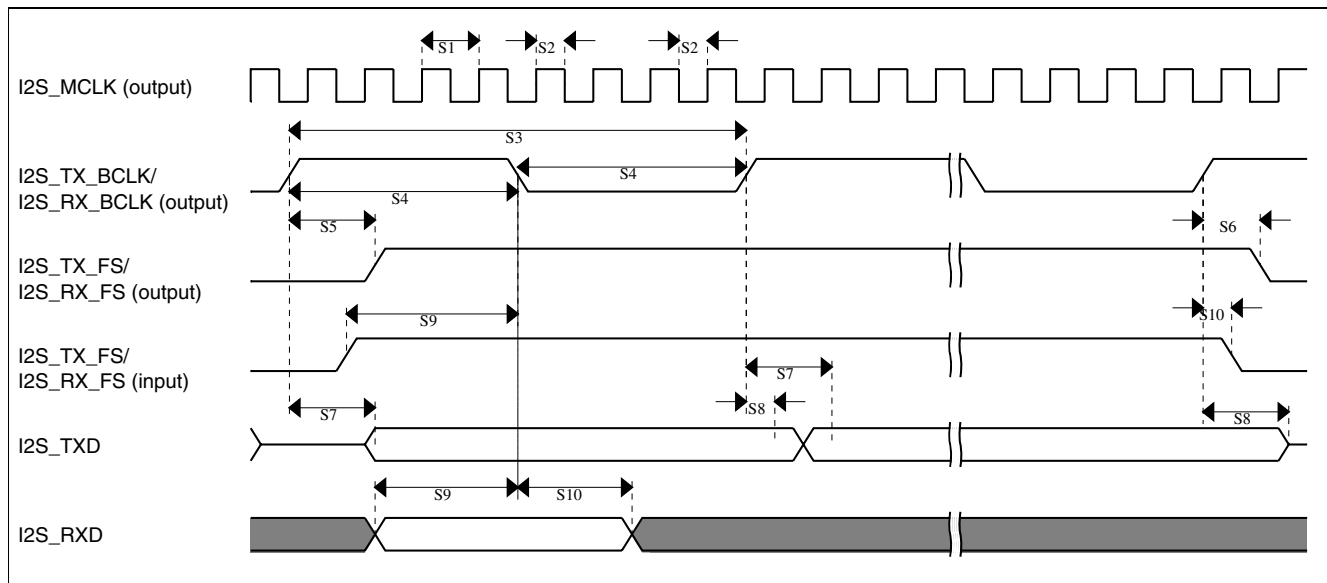 S1
S2
S2
I2S_MCLK (output)
S3
I2S_TX_BCLK/
I2S_RX_BCLK (output)
S4
S4
S5
S6
I2S_TX_FS/
I2S_RX_FS (output)
S10
S9
I2S_TX_FS/
I2S_RX_FS (input)
S7
S8
S7
S8
I2S_TXD
S9
S10
I2S_RXD